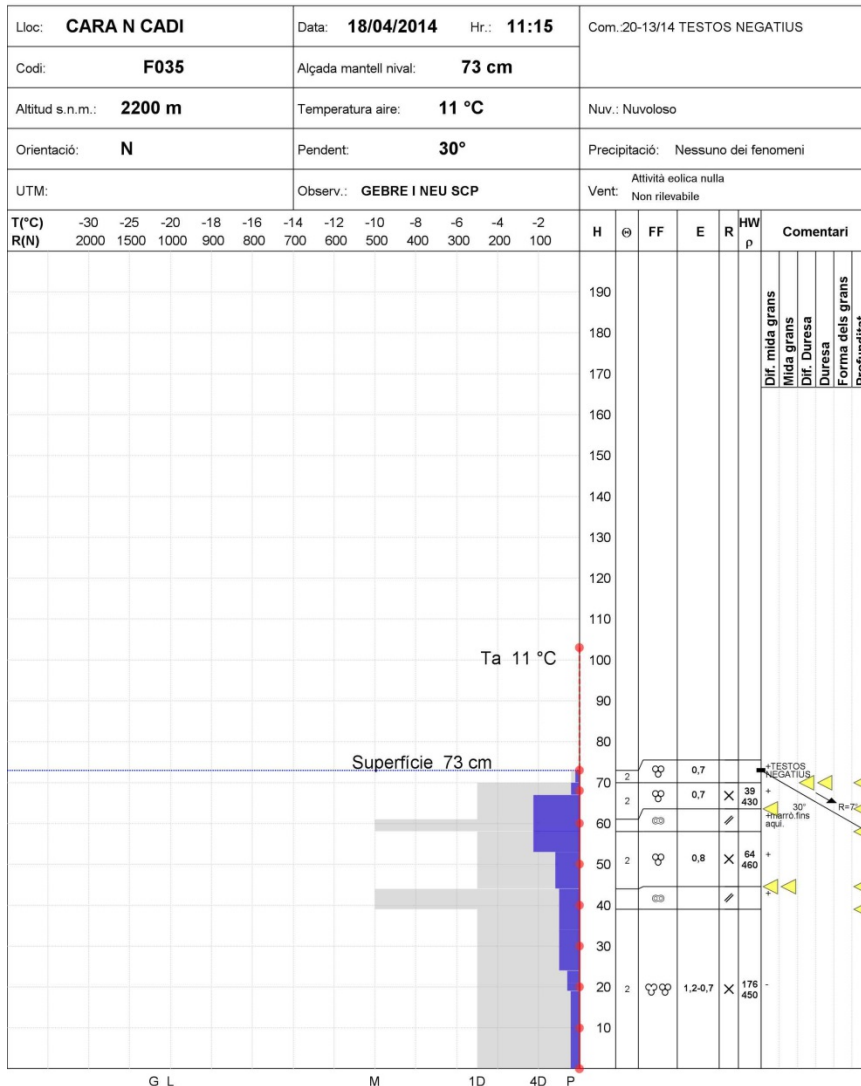 Lloc: CARA N CADI
Data: 18/04/2014 Hr.: 11:15
Com.:20-13/14 TESTOS NEGATIUS
Codi: F035
Alçada mantell nival: 73 cm
Altitud s.n.m.: 2200 m
Temperatura aire: 11 °C
Nuv.: Nuvoloso
Orientació: N
Pendent: 30°
Precipitació: Nessuno dei fenomeni
UTM:
Observ.: GEBRE I NEU SCP
Vent: Attività eolica nulla
Non rilevabile
T(°C) -30 -25 -20 -18 -16 -14 -12 -10 -8 -6 -4 -2
R(N) 2000 1500 1000 900 800 700 600 500 400 300 200 100
H Θ FF E R HW ρ Comentari
Dif. mida grans
Mida grans
Dif. Duresa
Duresa
Forma dels grans
190
180
170
160
150
140
130
120
110
Ta 11 °C 100
90
80
Superfície 73 cm
2 0,7 +TESTOS
NEGATIUS
70
2 0,7 39 +
430
30° R=7
+marró.fins
aquí.
60
50 2 0,8 64 +
460
40 +
30
20 2 1,2-0,7 176 -
450
10
G L M 1D 4D P